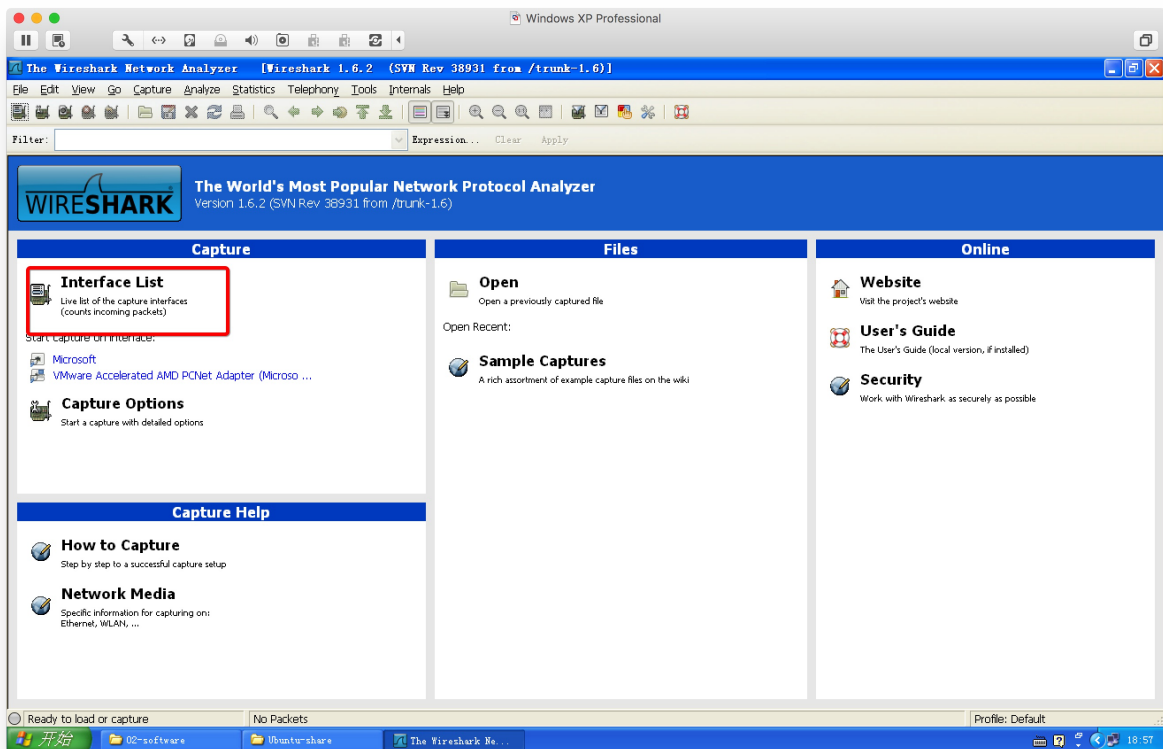 Windows XP Professional
The Wireshark Network Analyzer [Wireshark 1.6.2 (SVN Rev 38931 from /trunk-1.6)]
File Edit View Go Capture Analyze Statistics Telephony Tools Internals Help
Filter: Expression... Clear Apply
WIRESHARK
The World's Most Popular Network Protocol Analyzer
Version 1.6.2 (SVN Rev 38931 from /trunk-1.6)
Capture
Interface List
Live list of the capture interfaces
(counts incoming packets)
Start capture on interface:
Microsoft
VMware Accelerated AMD PCNet Adapter (Microso ...
Capture Options
Start a capture with detailed options
Capture Help
How to Capture
Step by step to a successful capture setup
Network Media
Specific information for capturing on:
Ethernet, WLAN, ...
Files
Open
Open a previously captured file
Open Recent:
Sample Captures
A rich assortment of example capture files on the wiki
Online
Website
Visit the project's website
User's Guide
The User's Guide (local version, if installed)
Security
Work with Wireshark as securely as possible
Ready to load or capture No Packets Profile: Default
开始 02-software Ubuntu-share The Wireshark Ne... 18:57